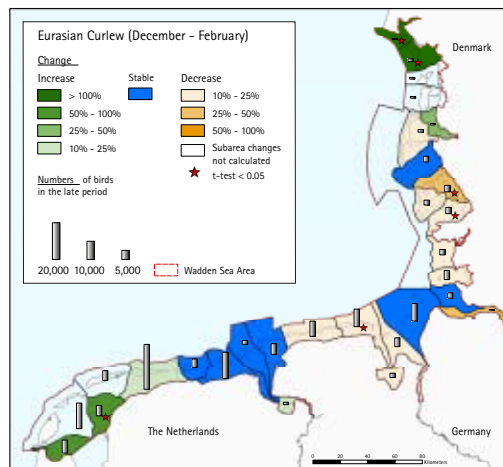 Eurasian Curlew (December - February)
Change
Increase
Stable
Decrease
> 100%
50% - 100%
25% - 50%
10% - 25%
10% - 25%
25% - 50%
50% - 100%
Subarea changes
not calculated
t-test < 0.05
Numbers of birds
in the late period
20,000
10,000
5,000
Wadden Sea Area
Denmark
The Netherlands
Germany
0 10 20 40 60 80
Kilometers